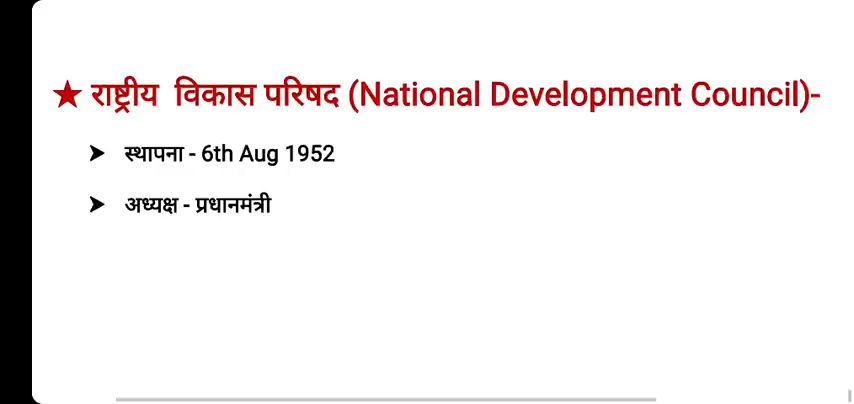 ★ राष्ट्रीय विकास परिषद (National Development Council)-
➤ स्थापना - 6th Aug 1952
➤ अध्यक्ष - प्रधानमंत्री